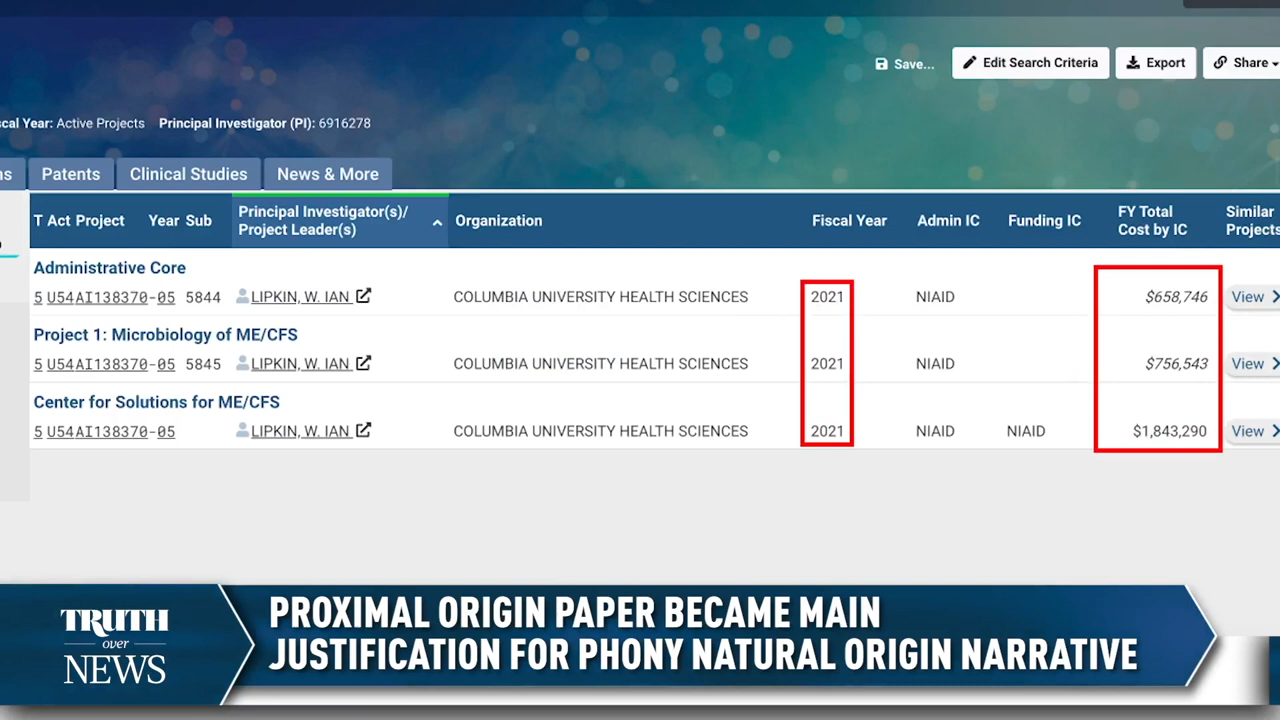 Save...
Edit Search Criteria
Export
Share
cal Year: Active Projects Principal Investigator (PI): 6916278
ns
Patents
Clinical Studies
News & More
T Act Project Year Sub Principal Investigator(s)/ Project Leader(s) Organization Fiscal Year Admin IC Funding IC FY Total Cost by IC Similar Projects
Administrative Core
5 U54AI138370-05 5844 LIPKIN, W. IAN COLUMBIA UNIVERSITY HEALTH SCIENCES 2021 NIAID $658,746 View
Project 1: Microbiology of ME/CFS
5 U54AI138370-05 5845 LIPKIN, W. IAN COLUMBIA UNIVERSITY HEALTH SCIENCES 2021 NIAID $756,543 View
Center for Solutions for ME/CFS
5 U54AI138370-05 LIPKIN, W. IAN COLUMBIA UNIVERSITY HEALTH SCIENCES 2021 NIAID NIAID $1,843,290 View
TRUTH
over
NEWS
PROXIMAL ORIGIN PAPER BECAME MAIN
JUSTIFICATION FOR PHONY NATURAL ORIGIN NARRATIVE